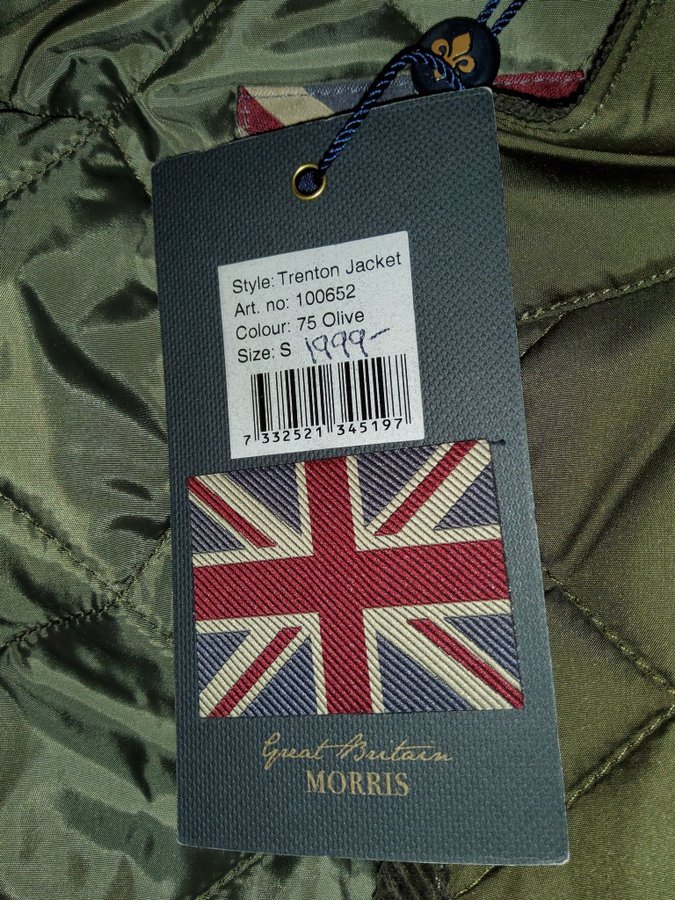 Style: Trenton Jacket
Art. no: 100652
Colour: 75 Olive
Size: S 1999-
7 332521 345197
Great Britain
MORRIS